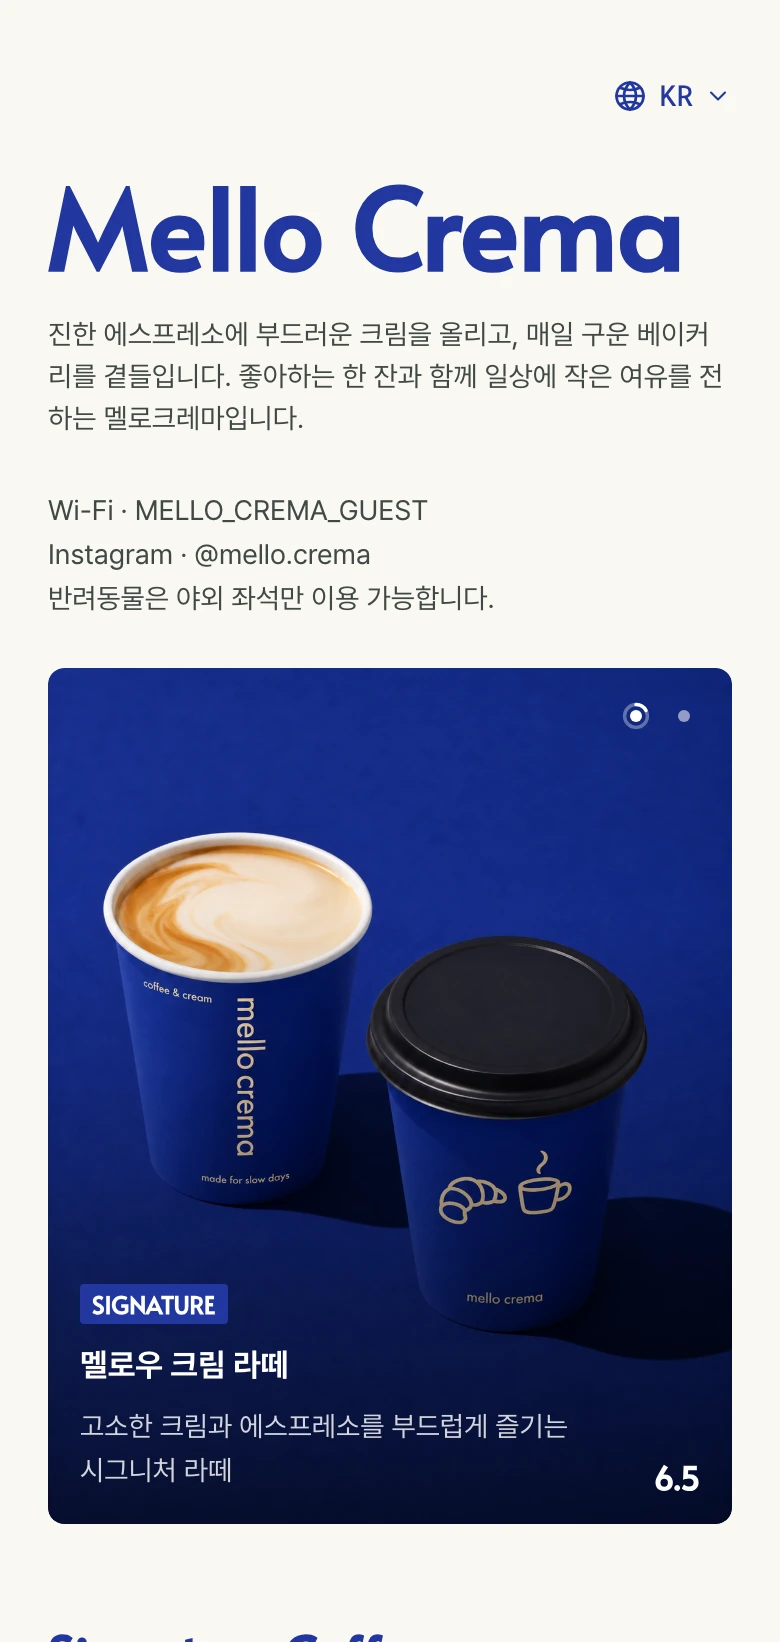 KR
Mello Crema
진한 에스프레소에 부드러운 크림을 올리고, 매일 구운 베이커
리를 곁들입니다. 좋아하는 한 잔과 함께 일상에 작은 여유를 전
하는 멜로크레마입니다.
Wi-Fi · MELLO_CREMA_GUEST
Instagram · @mello.crema
반려동물은 야외 좌석만 이용 가능합니다.
coffee & cream
mello crema
made for slow days
mello crema
SIGNATURE
멜로우 크림 라떼
고소한 크림과 에스프레소를 부드럽게 즐기는
시그니처 라떼
6.5